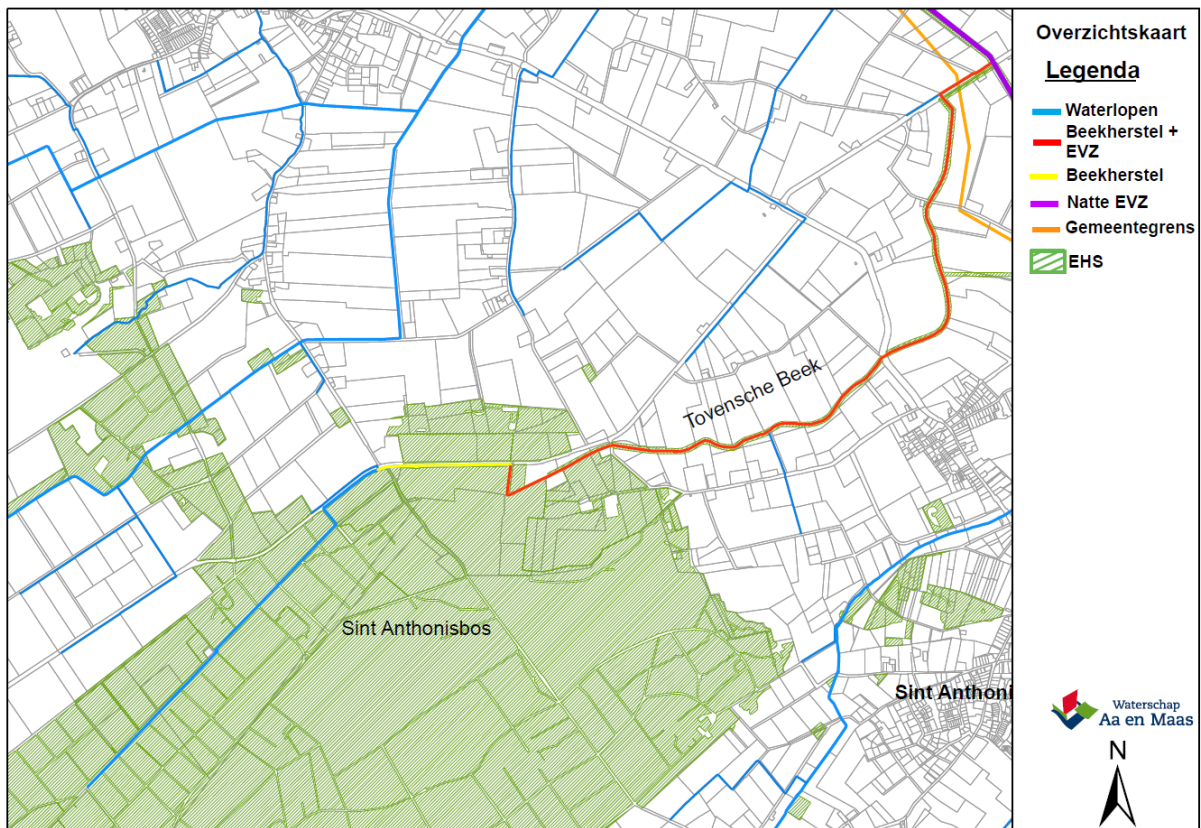 Overzichtskaart
Legenda
Waterlopen
Beekherstel +
EVZ
Beekherstel
Natte EVZ
Gemeentegrens
EHS
Tovensche Beek
Sint Anthonisbos
Sint Anthoni
Waterschap
Aa en Maas
N